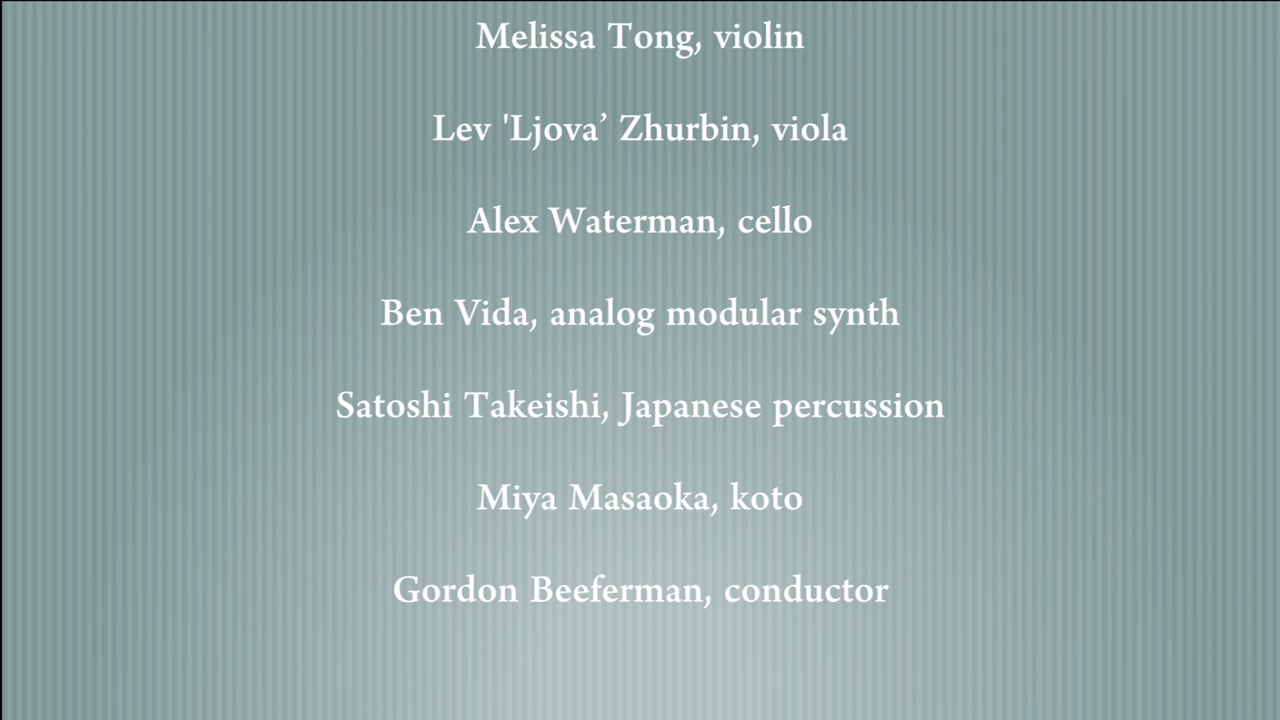 Melissa Tong, violin
Lev 'Ljova’ Zhurbin, viola
Alex Waterman, cello
Ben Vida, analog modular synth
Satoshi Takeishi, Japanese percussion
Miya Masaoka, koto
Gordon Beeferman, conductor